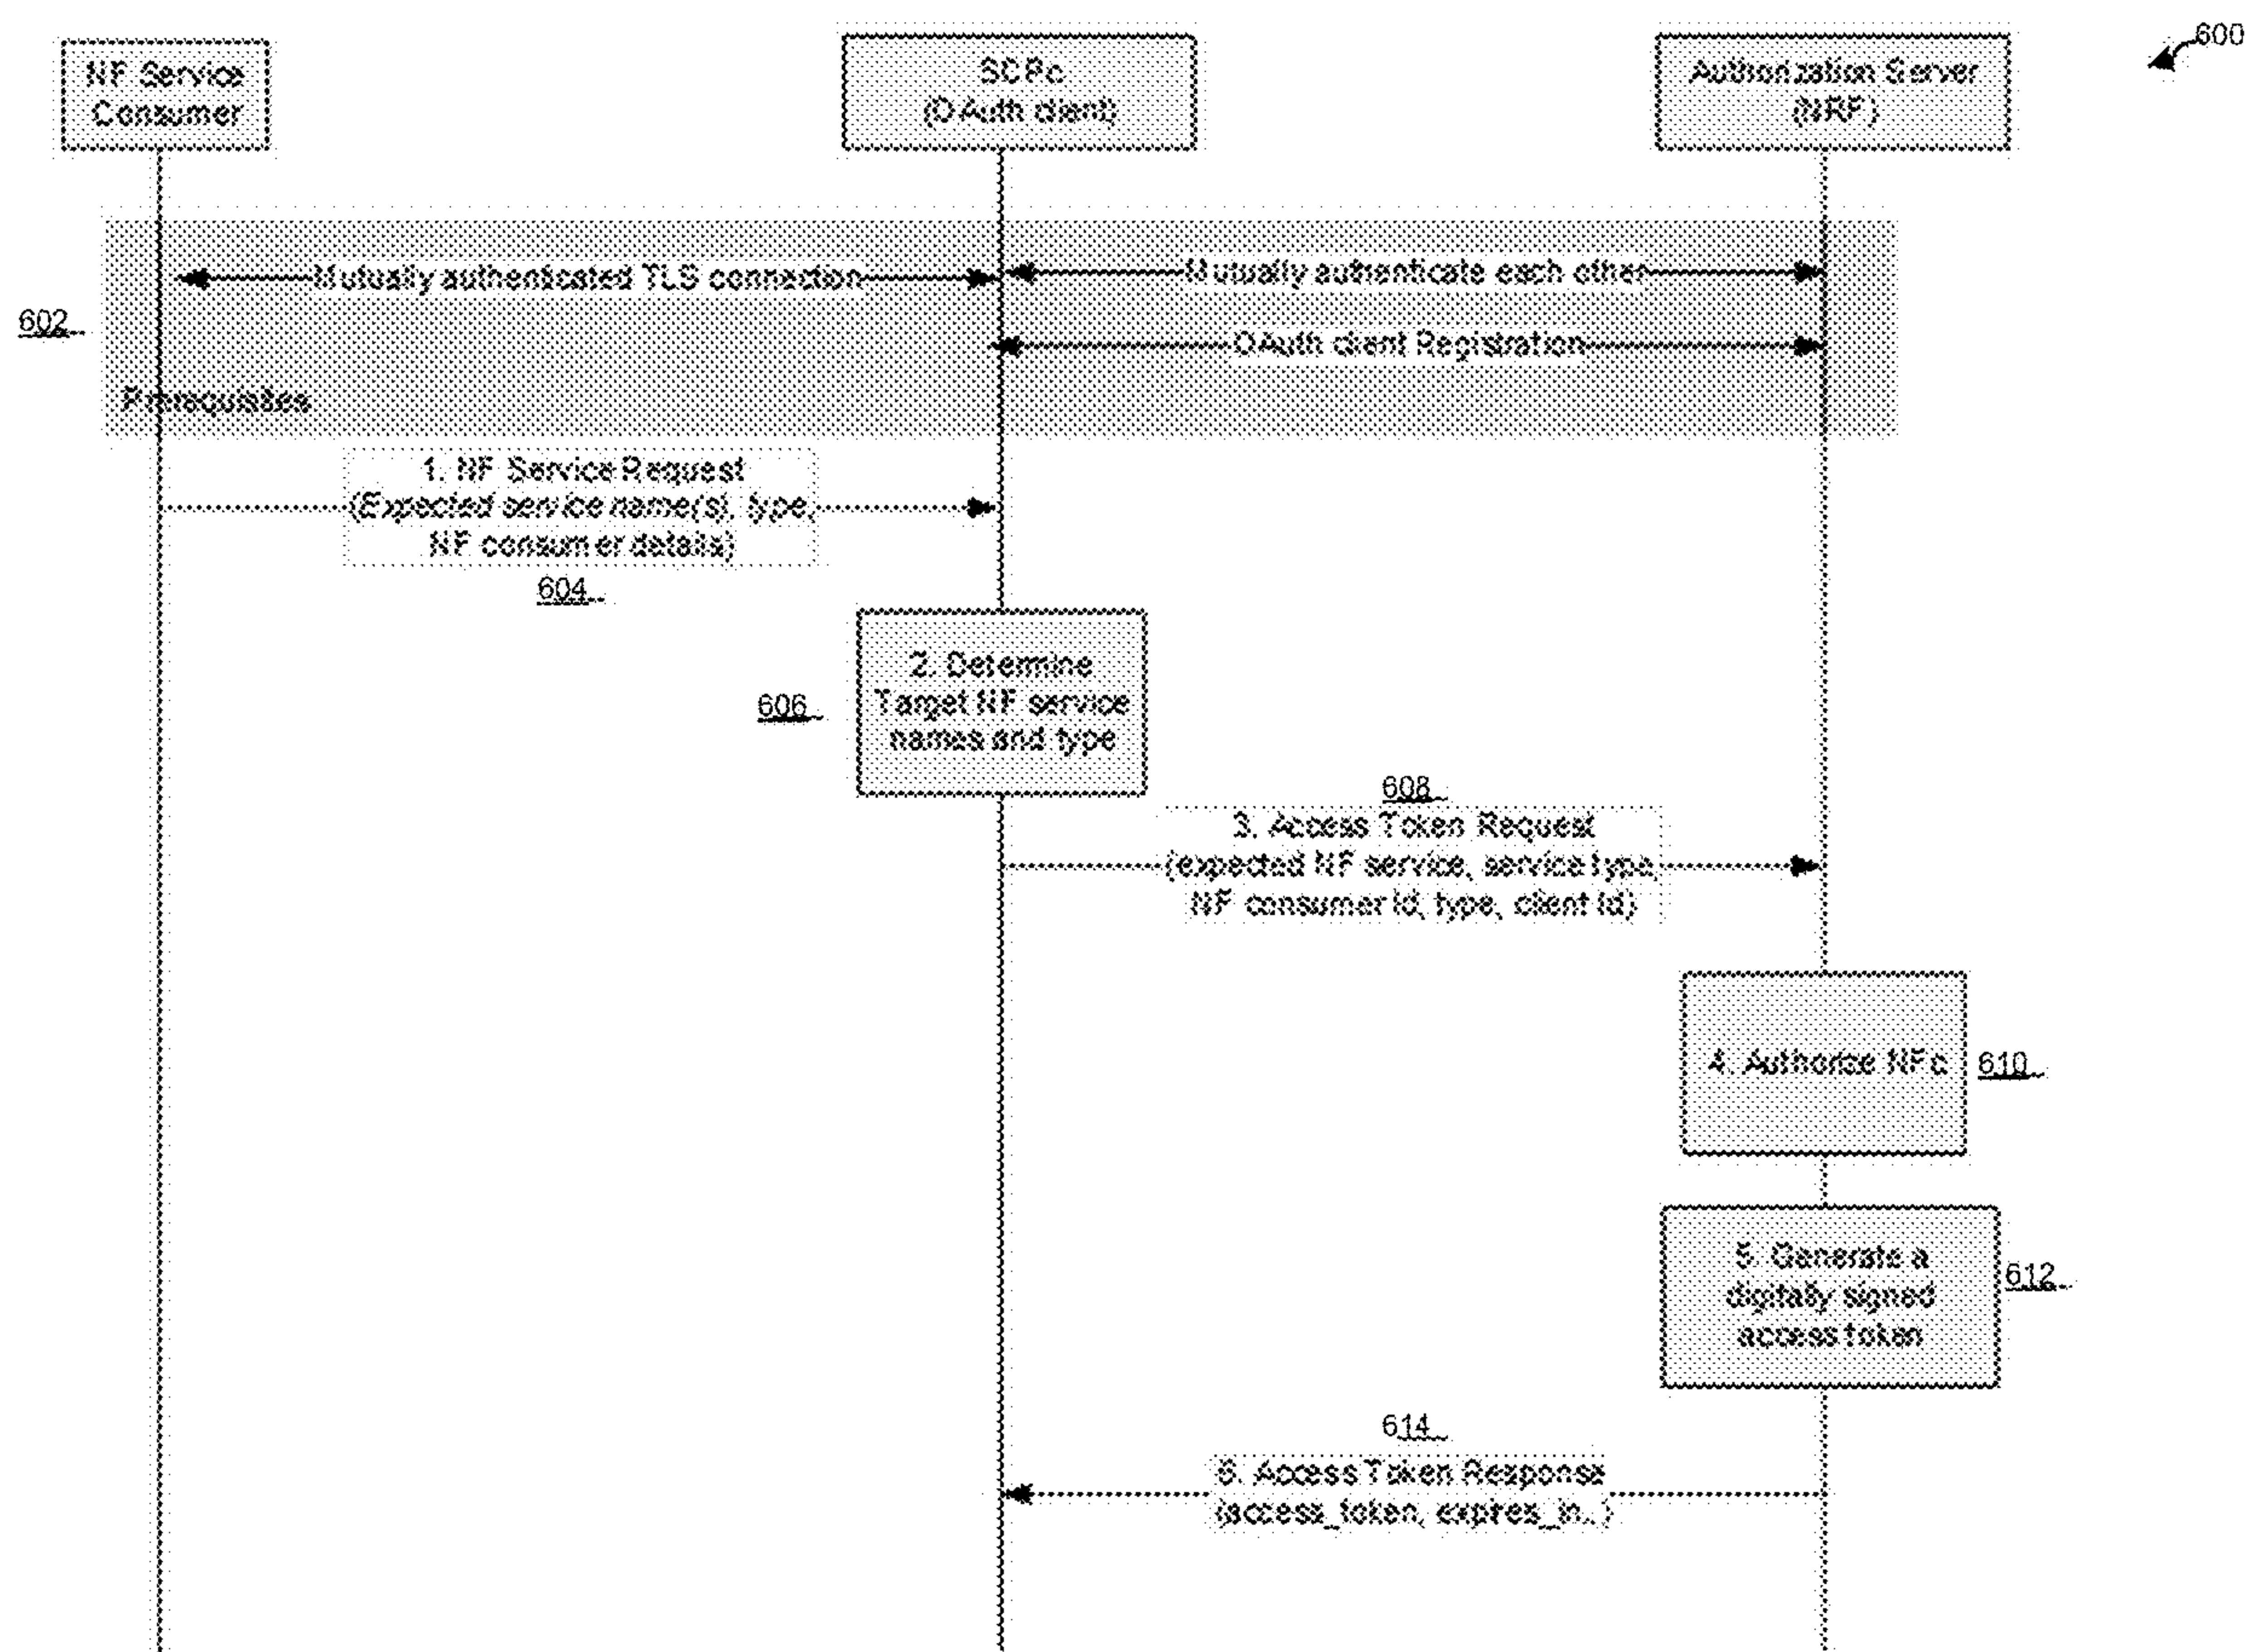 600
NF Service
Consumer
SCPc
(OAuth client)
Authorization Server
(NRF)
Mutually authenticated TLS connection
Mutually authenticate each other
602
OAuth client Registration
Prerequisites
1. NF Service Request
(Expected service name(s), type,
NF consumer details)
604
2. Determine
Target NF service
names and type
606
608
3. Access Token Request
(expected NF service, service type,
NF consumer id, type, client id)
4. Authorize NFc
610
5. Generate a
digitally signed
access token
612
614
6. Access Token Response
(access_token, expires_in..)